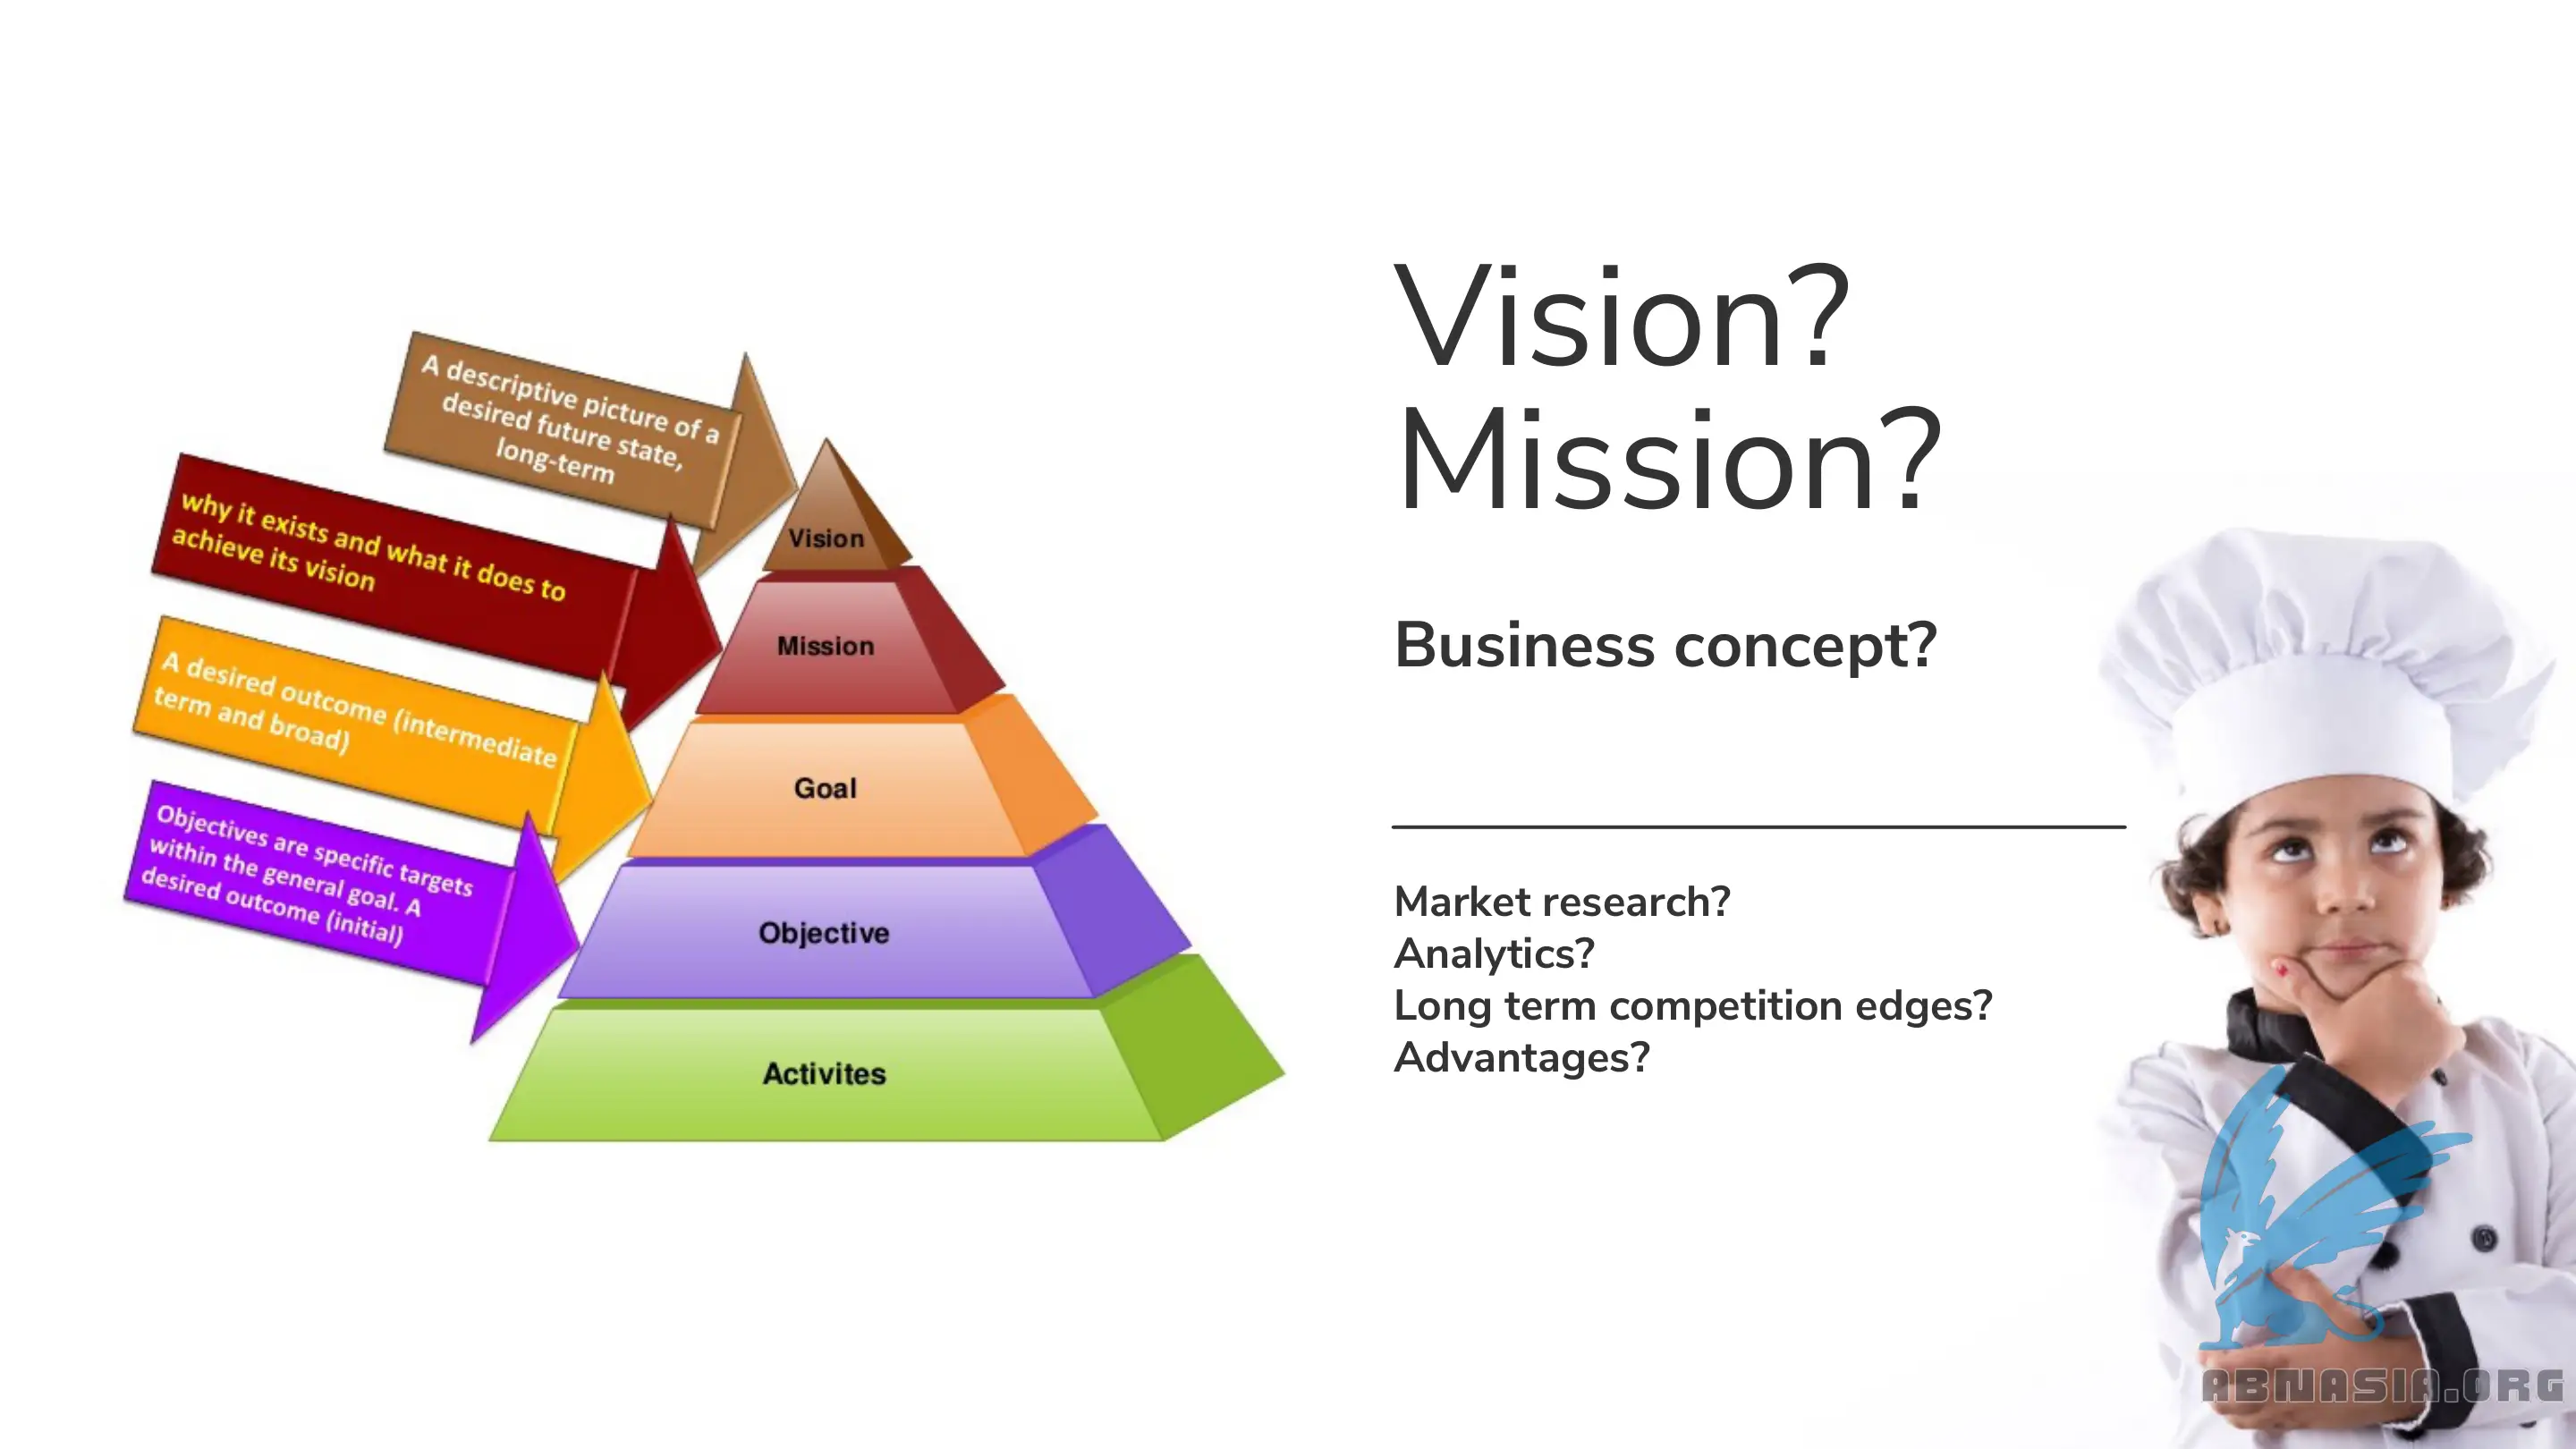 A descriptive picture of a
desired future state,
long-term
why it exists and what it does to
achieve its vision
A desired outcome (intermediate
term and broad)
Objectives are specific targets
within the general goal. A
desired outcome (initial)
Vision
Mission
Goal
Objective
Activites
Vision?
Mission?
Business concept?
Market research?
Analytics?
Long term competition edges?
Advantages?
ABNASIA.ORG